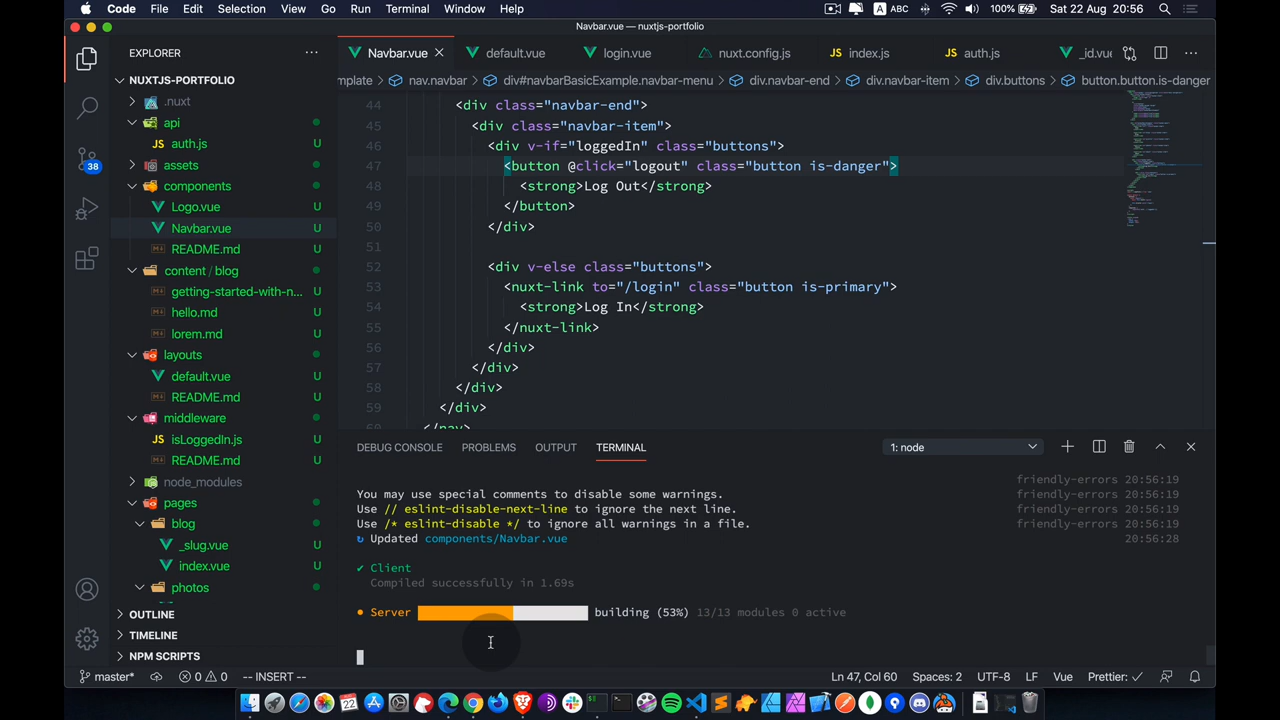 Code File Edit Selection View Go Run Terminal Window Help A ABC 100% Sat 22 Aug 20:56
Navbar.vue — nuxtjs-portfolio
EXPLORER
Navbar.vue default.vue login.vue nuxt.config.js JS index.js JS auth.js _id.vue
mplate > nav.navbar > div#navbarBasicExample.navbar-menu > div.navbar-end > div.navbar-item > div.buttons > button.button.is-danger
NUXTJS-PORTFOLIO
.nuxt
api
JS auth.js U
assets
components
Logo.vue U
Navbar.vue U
README.md U
content / blog
getting-started-with-n... U
hello.md U
lorem.md U
layouts
default.vue U
README.md U
middleware
JS isLoggedIn.js U
README.md U
node_modules
pages
blog
_slug.vue U
index.vue U
photos
OUTLINE
TIMELINE
NPM SCRIPTS
38
44 <div class="navbar-end">
45 <div class="navbar-item">
46 <div v-if="loggedIn" class="buttons">
47 <button @click="logout" class="button is-danger">
48 <strong>Log Out</strong>
49 </button>
50 </div>
51
52 <div v-else class="buttons">
53 <nuxt-link to="/login" class="button is-primary">
54 <strong>Log In</strong>
55 </nuxt-link>
56 </div>
57 </div>
58 </div>
59 </div>
60 </nav>
DEBUG CONSOLE PROBLEMS OUTPUT TERMINAL 1: node
friendly-errors 20:56:19
You may use special comments to disable some warnings. friendly-errors 20:56:19
Use // eslint-disable-next-line to ignore the next line. friendly-errors 20:56:19
Use /* eslint-disable */ to ignore all warnings in a file. friendly-errors 20:56:19
↻ Updated components/Navbar.vue 20:56:28
✔ Client
Compiled successfully in 1.69s
● Server building (53%) 13/13 modules 0 active
master* 0 0 -- INSERT -- Ln 47, Col 60 Spaces: 2 UTF-8 LF Vue Prettier: ✓
22